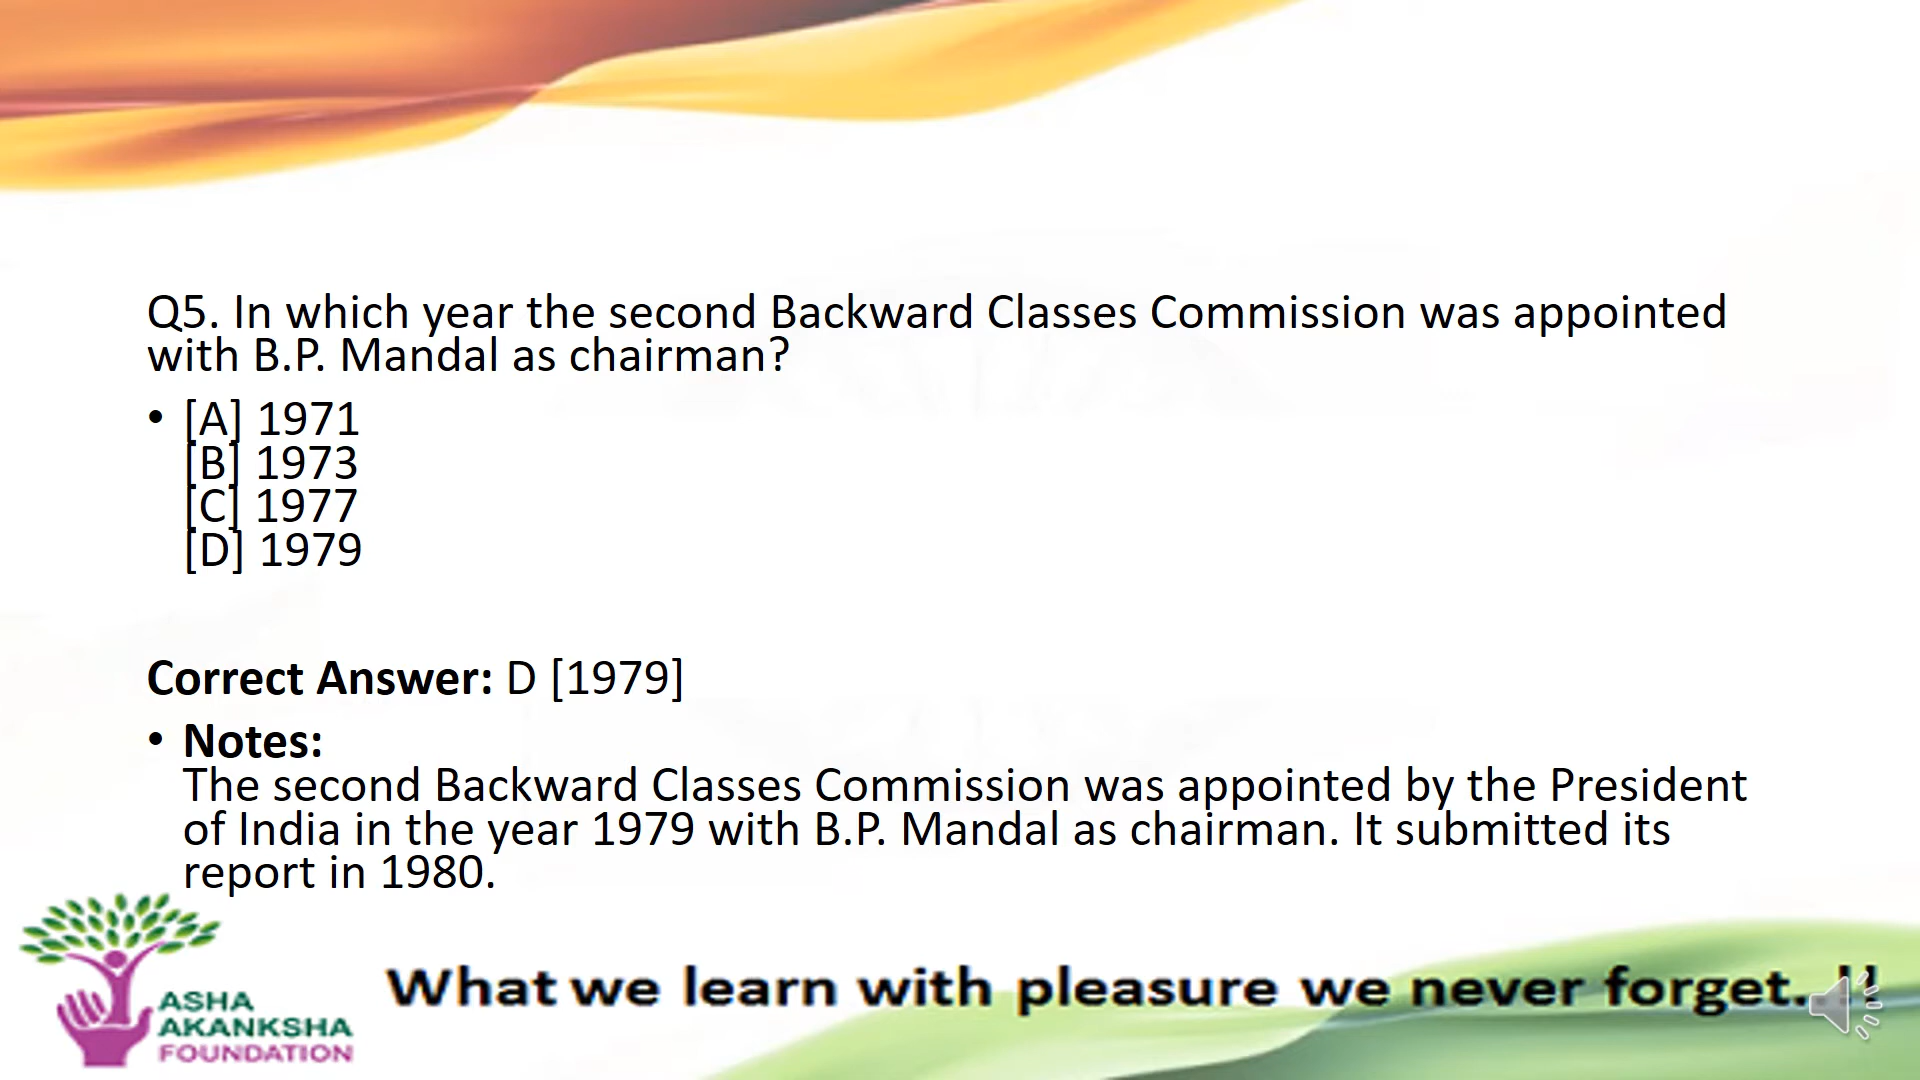 Q5. In which year the second Backward Classes Commission was appointed
with B.P. Mandal as chairman?
• [A] 1971
[B] 1973
[C] 1977
[D] 1979
Correct Answer: D [1979]
• Notes:
The second Backward Classes Commission was appointed by the President
of India in the year 1979 with B.P. Mandal as chairman. It submitted its
report in 1980.
ASHA
AKANKSHA
FOUNDATION
What we learn with pleasure we never forget..!!